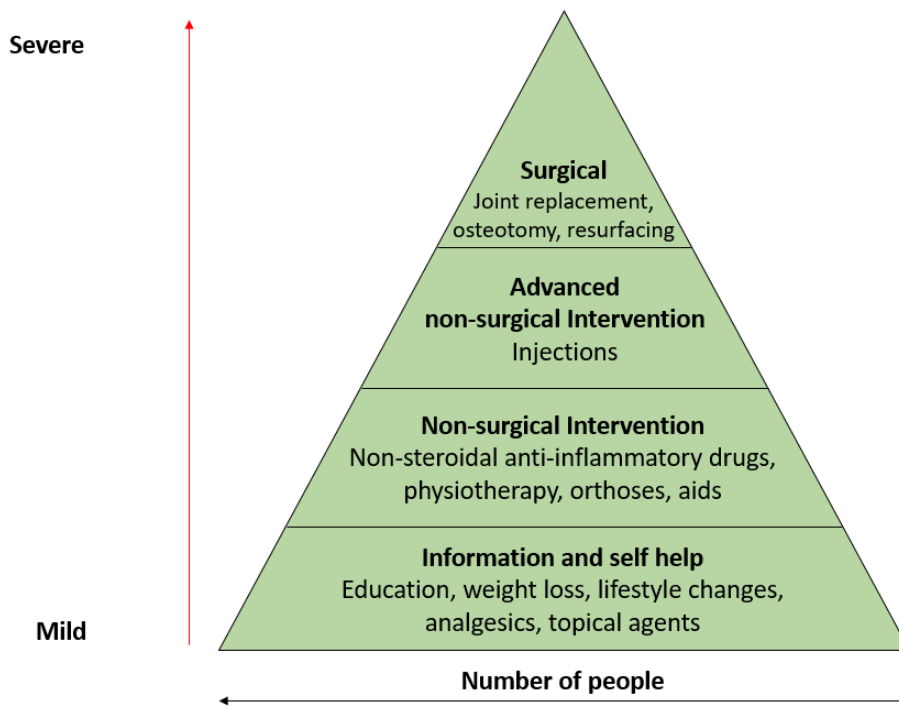 Severe
Surgical
Joint replacement,
osteotomy, resurfacing
Advanced
non-surgical Intervention
Injections
Non-surgical Intervention
Non-steroidal anti-inflammatory drugs,
physiotherapy, orthoses, aids
Information and self help
Education, weight loss, lifestyle changes,
analgesics, topical agents
Mild
Number of people